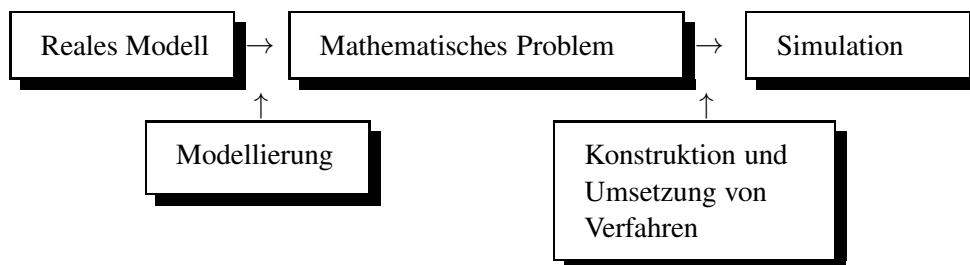 Reales Modell → Mathematisches Problem → Simulation
↑ ↑
Modellierung
Konstruktion und
Umsetzung von
Verfahren